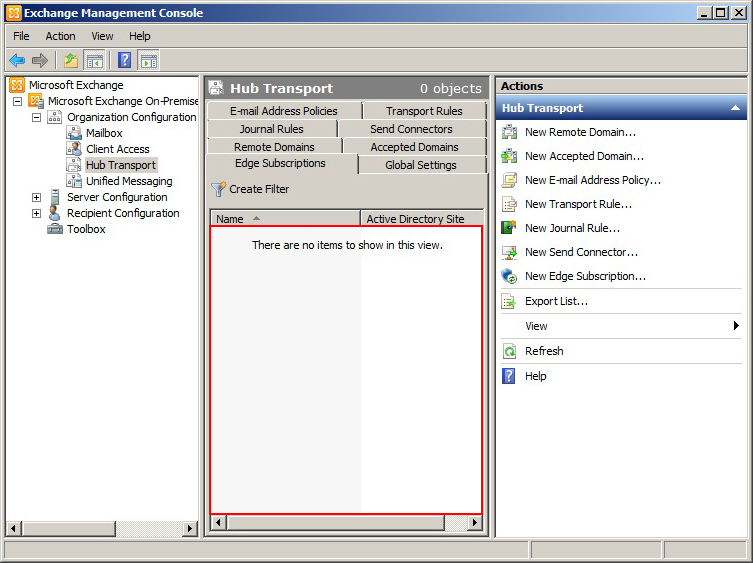 Exchange Management Console
File Action View Help
Microsoft Exchange
Microsoft Exchange On-Premise
Organization Configuration
Mailbox
Client Access
Hub Transport
Unified Messaging
Server Configuration
Recipient Configuration
Toolbox
Hub Transport 0 objects
E-mail Address Policies Transport Rules
Journal Rules Send Connectors
Remote Domains Accepted Domains
Edge Subscriptions Global Settings
Create Filter
Name Active Directory Site
There are no items to show in this view.
Actions
Hub Transport
New Remote Domain...
New Accepted Domain...
New E-mail Address Policy...
New Transport Rule...
New Journal Rule...
New Send Connector...
New Edge Subscription...
Export List...
View
Refresh
Help